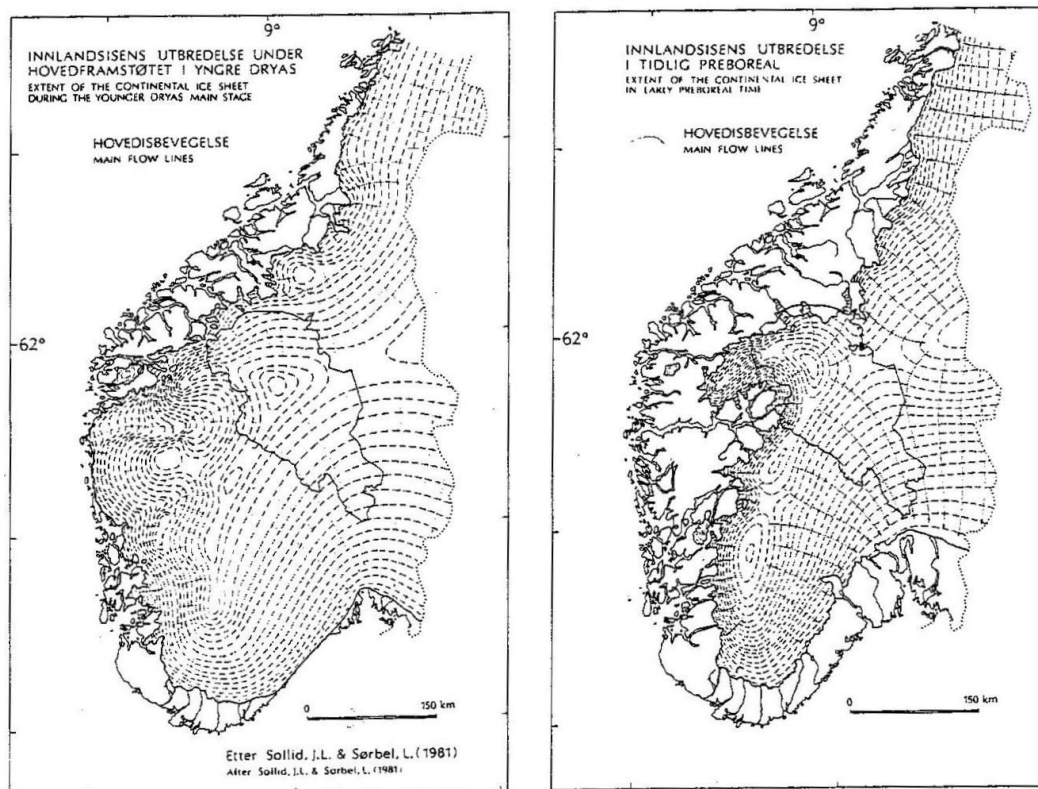 9°
INNLANDSISENS UTBREDELSE UNDER
HOVEDFRAMSTØTET I YNGRE DRYAS
EXTENT OF THE CONTINENTAL ICE SHEET
DURING THE YOUNGER DRYAS MAIN STAGE
HOVEDISBEVEGELSE
MAIN FLOW LINES
62°
0 150 km
Etter Sollid, J.L. & Sørbel, L. (1981)
After Sollid, J.L. & Sørbel, L. (1981)
9°
INNLANDSISENS UTBREDELSE
I TIDLIG PREBOREAL
EXTENT OF THE CONTINENTAL ICE SHEET
IN EARLY PREBOREAL TIME
HOVEDISBEVEGELSE
MAIN FLOW LINES
62°
0 150 km